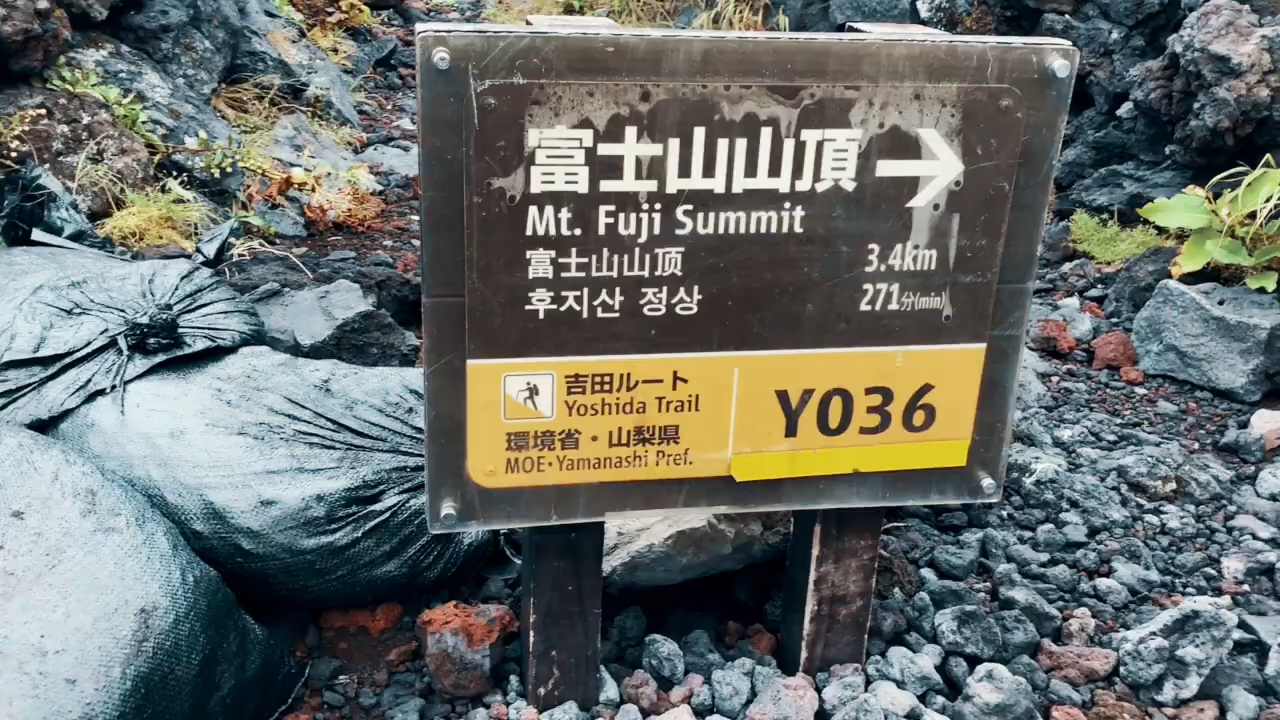 富士山山頂 →
Mt. Fuji Summit
富士山山顶 3.4km
후지산 정상 271分(min)
吉田ルート
Yoshida Trail
環境省・山梨県
MOE・Yamanashi Pref.
Y036